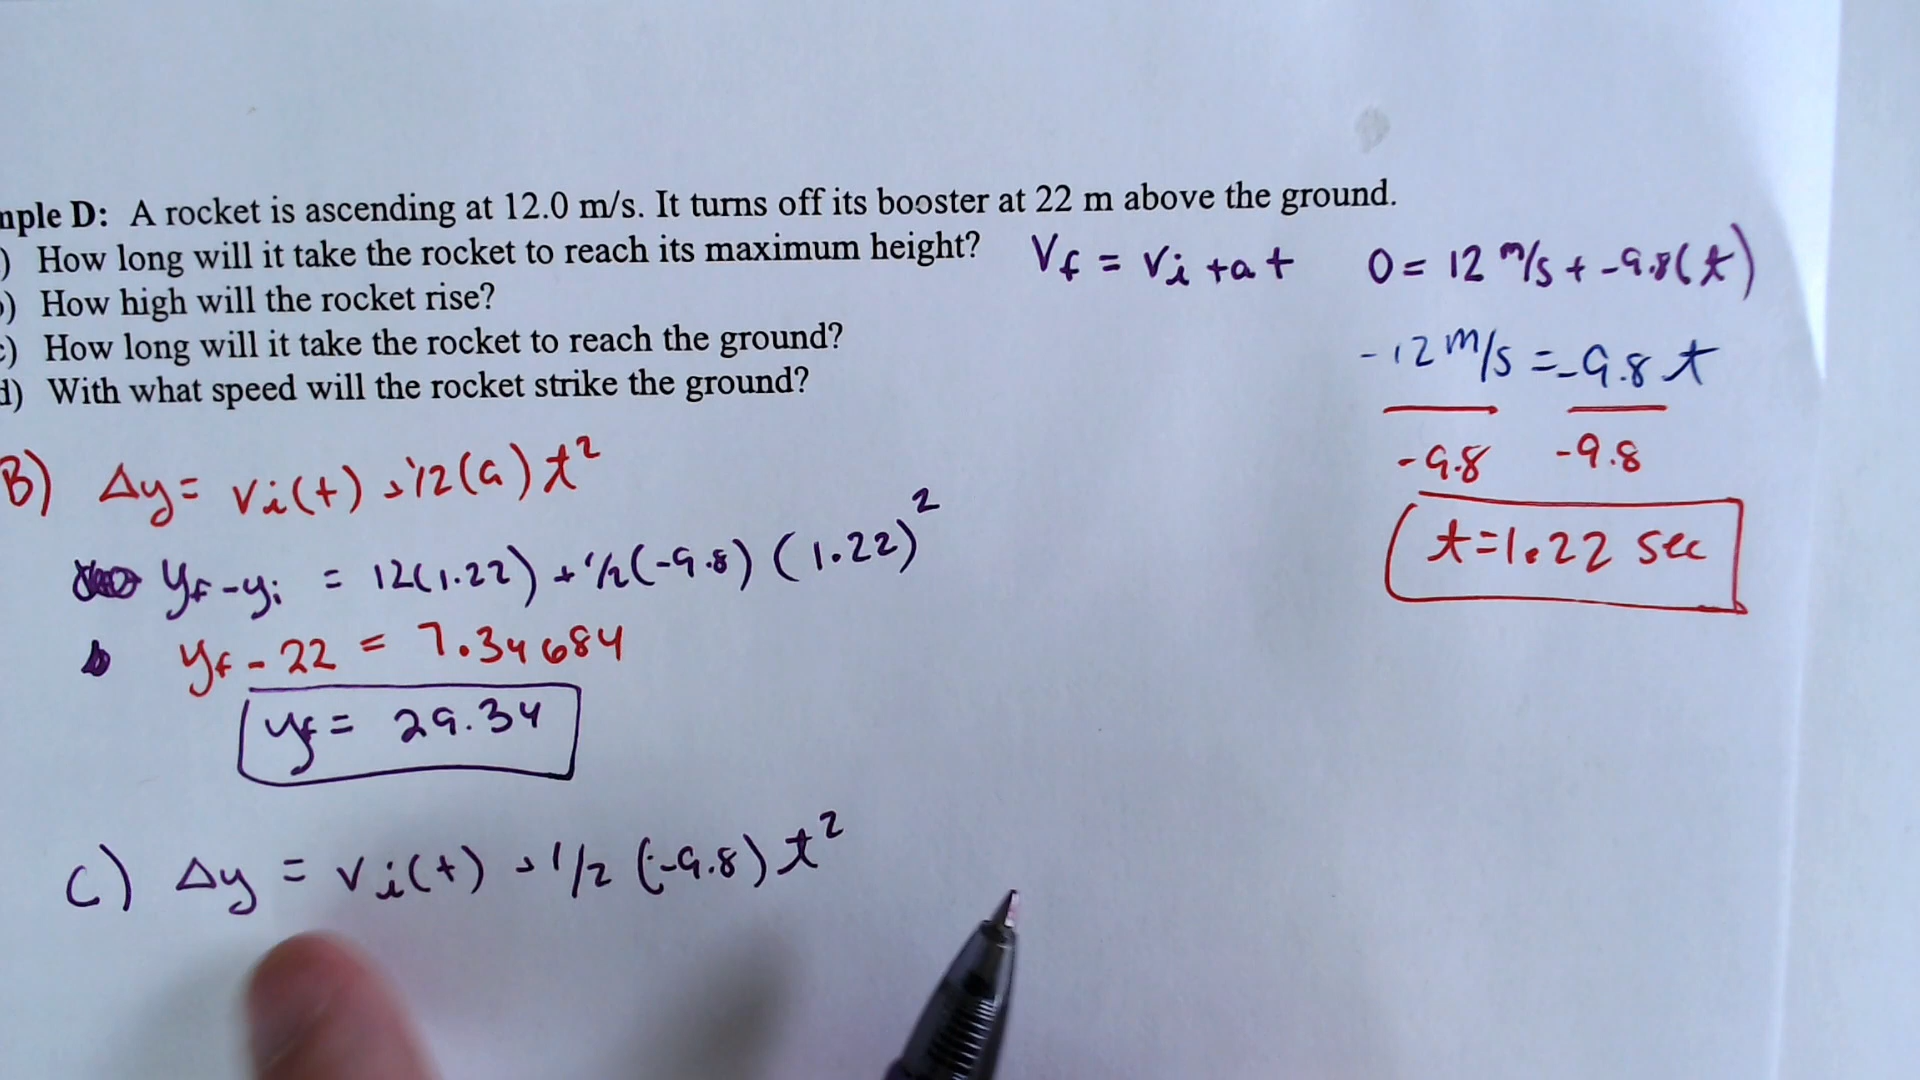 mple D: A rocket is ascending at 12.0 m/s. It turns off its booster at 22 m above the ground.
) How long will it take the rocket to reach its maximum height?
) How high will the rocket rise?
c) How long will it take the rocket to reach the ground?
d) With what speed will the rocket strike the ground?
Vf = Vi + at
0 = 12 m/s + -9.8(t)
-12 m/s = -9.8 t
-9.8 -9.8
t = 1.22 sec
B) Δy = Vi(t) + 1/2(a) t²
yf - yi = 12(1.22) + 1/2(-9.8) (1.22)²
yf - 22 = 7.34684
yf = 29.34
C) Δy = Vi(t) + 1/2 (-9.8) t²